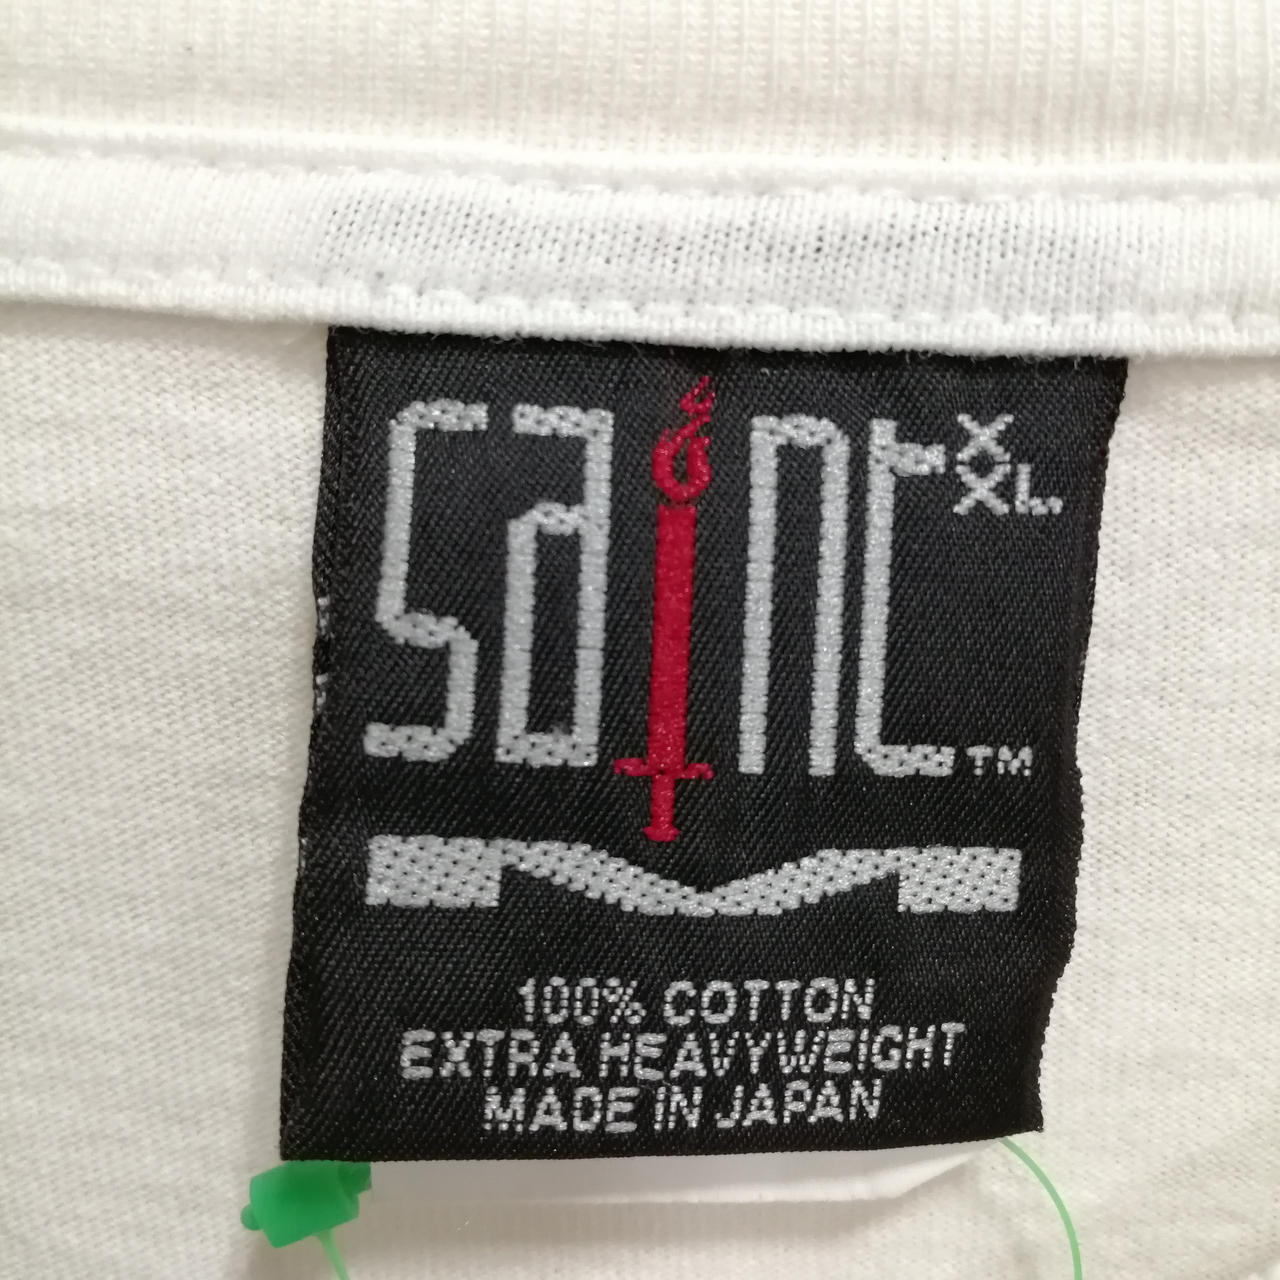 saint
XXL.
TM
100% COTTON
EXTRA HEAVYWEIGHT
MADE IN JAPAN